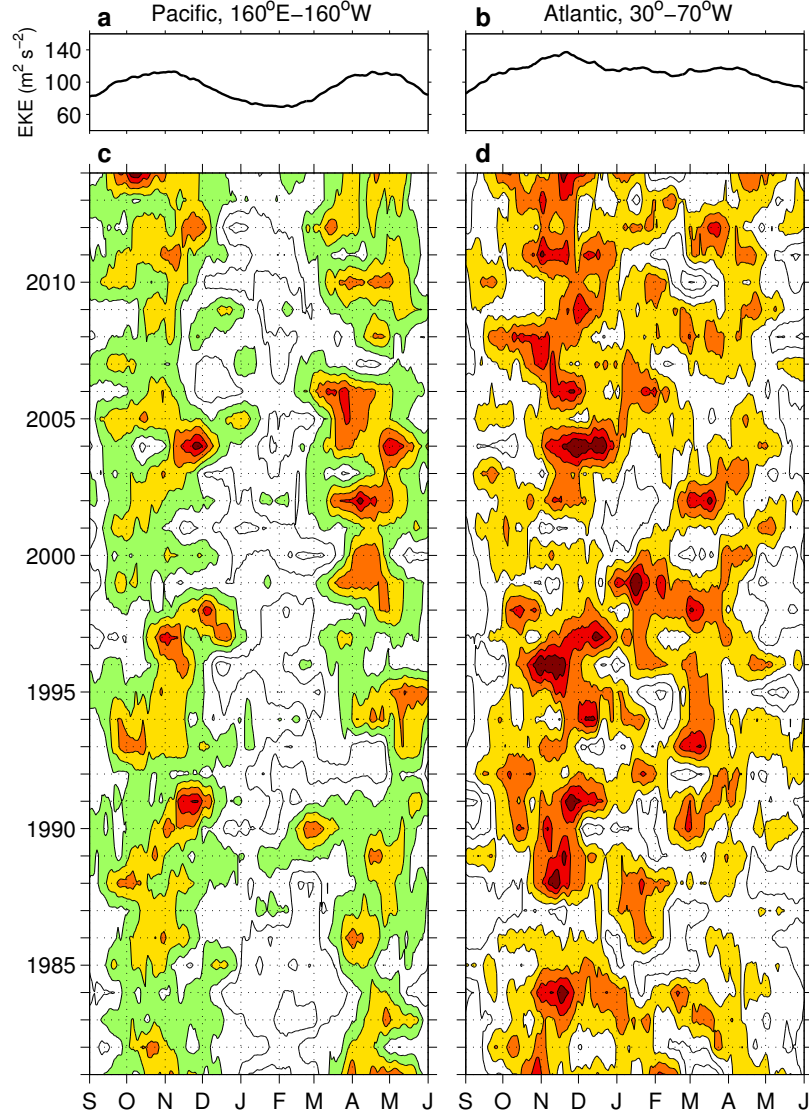 a Pacific, 160°E−160°W
b Atlantic, 30°−70°W
EKE (m² s⁻²)
140
100
60
c
d
2010
2005
2000
1995
1990
1985
S O N D J F M A M J
S O N D J F M A M J